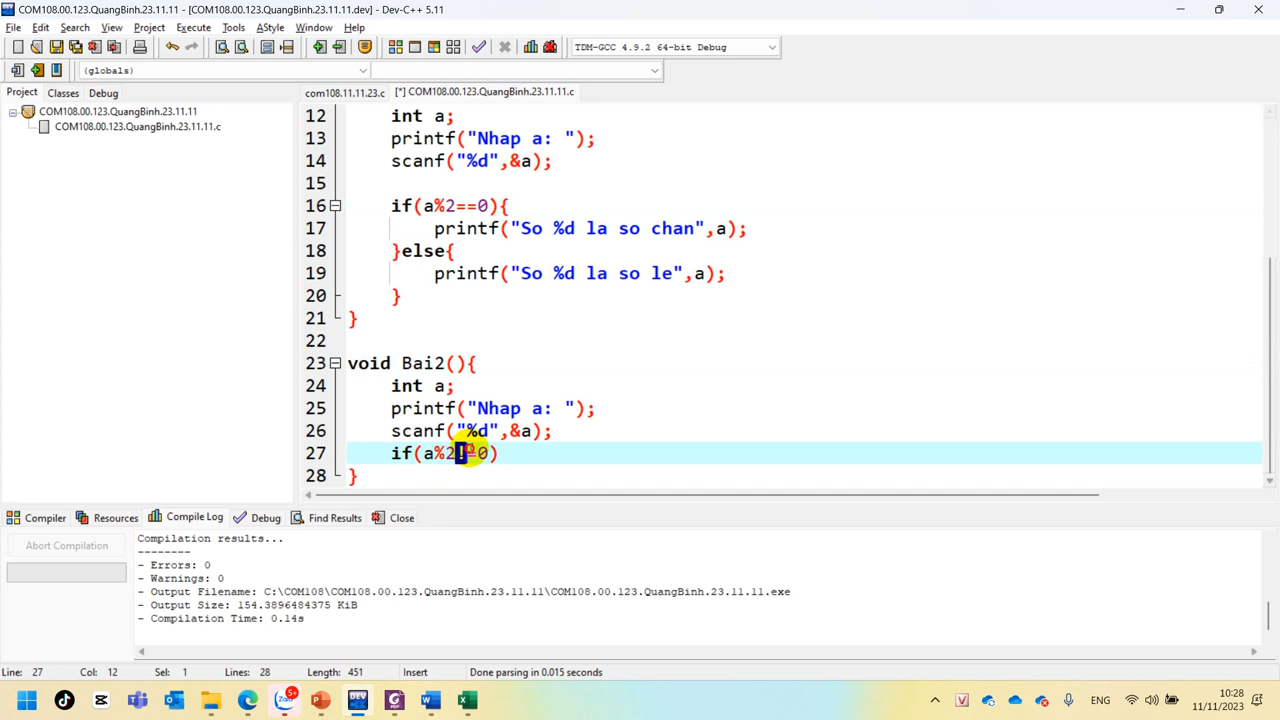 COM108.00.123.QuangBinh.23.11.11 - [COM108.00.123.QuangBinh.23.11.11.dev] - Dev-C++ 5.11
File Edit Search View Project Execute Tools AStyle Window Help
TDM-GCC 4.9.2 64-bit Debug
(globals)
Project Classes Debug
com108.11.11.23.c [*] COM108.00.123.QuangBinh.23.11.11.c
COM108.00.123.QuangBinh.23.11.11
COM108.00.123.QuangBinh.23.11.11.c
12 int a;
13 printf("Nhap a: ");
14 scanf("%d",&a);
15
16 if(a%2==0){
17 printf("So %d la so chan",a);
18 }else{
19 printf("So %d la so le",a);
20 }
21 }
22
23 void Bai2(){
24 int a;
25 printf("Nhap a: ");
26 scanf("%d",&a);
27 if(a%2!=0)
28 }
Compiler Resources Compile Log Debug Find Results Close
Abort Compilation
Compilation results...
--------
- Errors: 0
- Warnings: 0
- Output Filename: C:\COM108\COM108.00.123.QuangBinh.23.11.11\COM108.00.123.QuangBinh.23.11.11.exe
- Output Size: 154.3896484375 KiB
- Compilation Time: 0.14s
Line: 27 Col: 12 Sel: 1 Lines: 28 Length: 451 Insert Done parsing in 0.015 seconds
5+
DEV
V
ENG
10:28
11/11/2023